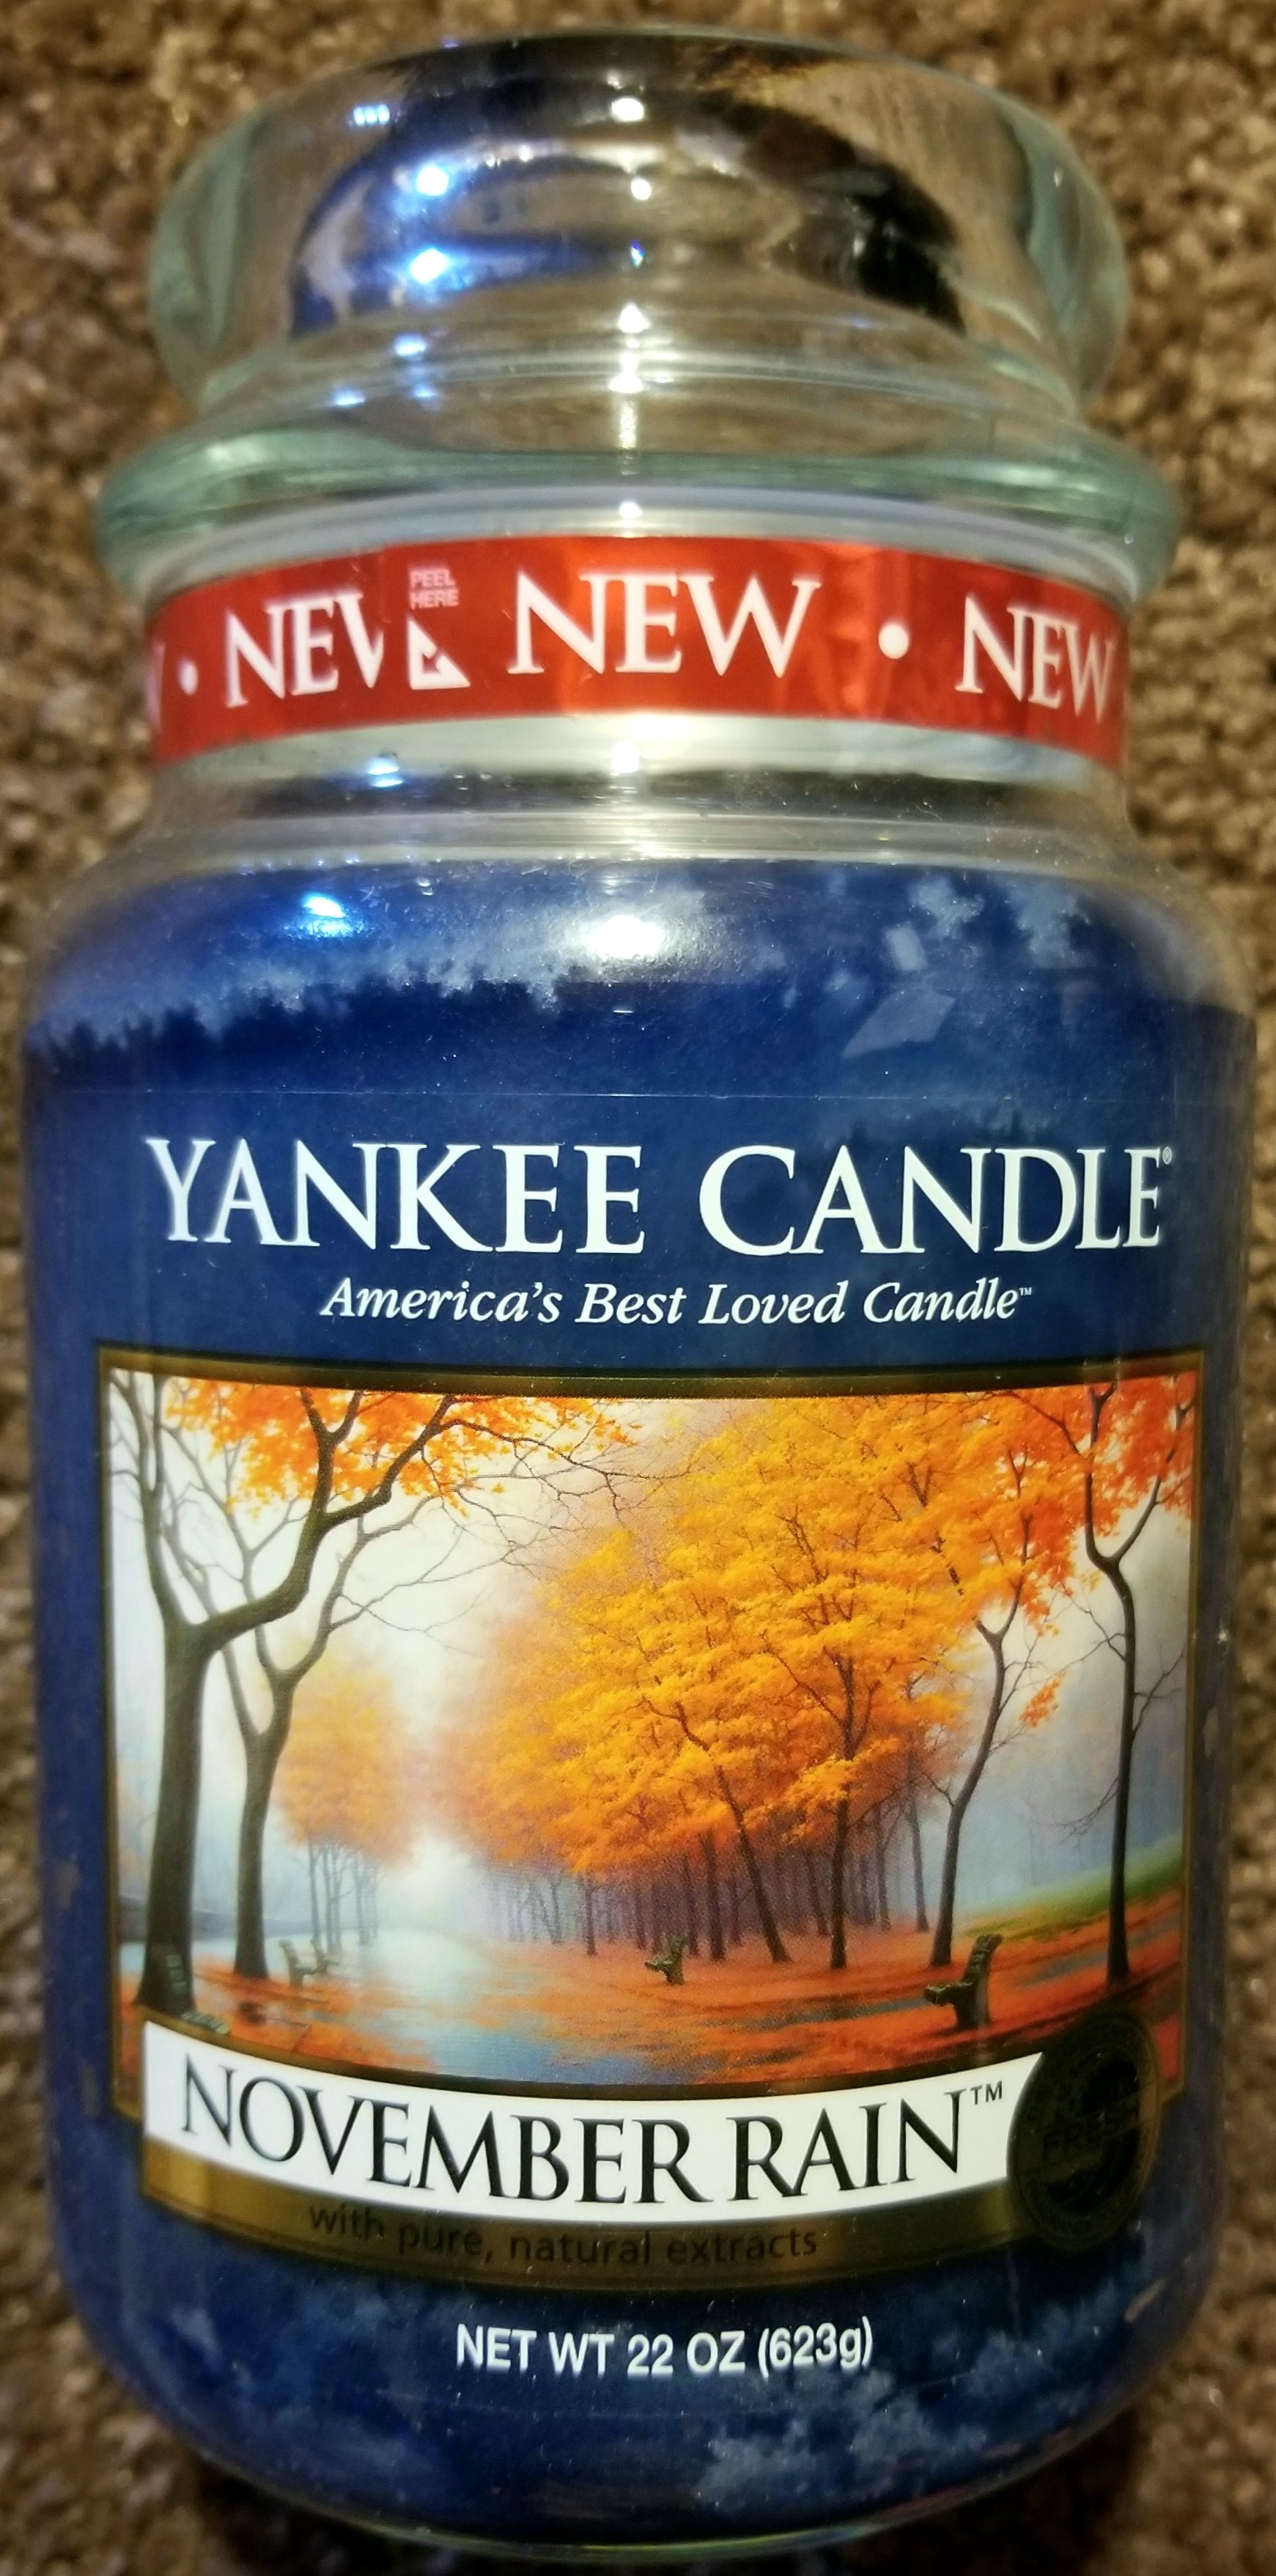 • NEW PEEL HERE NEW • NEW
YANKEE CANDLE®
America's Best Loved Candle™
NOVEMBER RAIN™
FRESH
with pure, natural extracts
NET WT 22 OZ (623g)